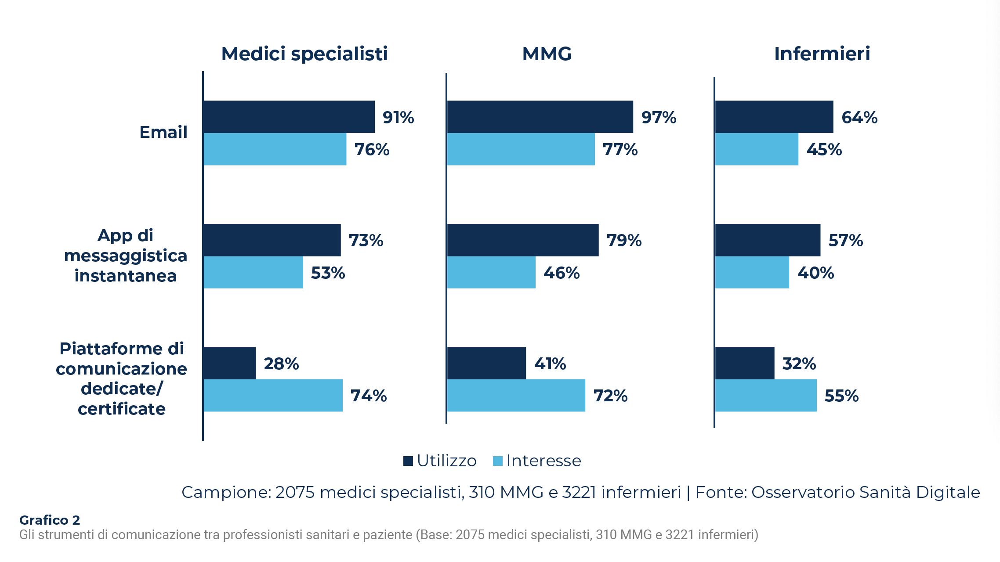 Medici specialisti
MMG
Infermieri
Email
91%
76%
97%
77%
64%
45%
App di
messaggistica
instantanea
73%
53%
79%
46%
57%
40%
Piattaforme di
comunicazione
dedicate/
certificate
28%
74%
41%
72%
32%
55%
Utilizzo
Interesse
Campione: 2075 medici specialisti, 310 MMG e 3221 infermieri | Fonte: Osservatorio Sanità Digitale
Grafico 2
Gli strumenti di comunicazione tra professionisti sanitari e paziente (Base: 2075 medici specialisti, 310 MMG e 3221 infermieri)